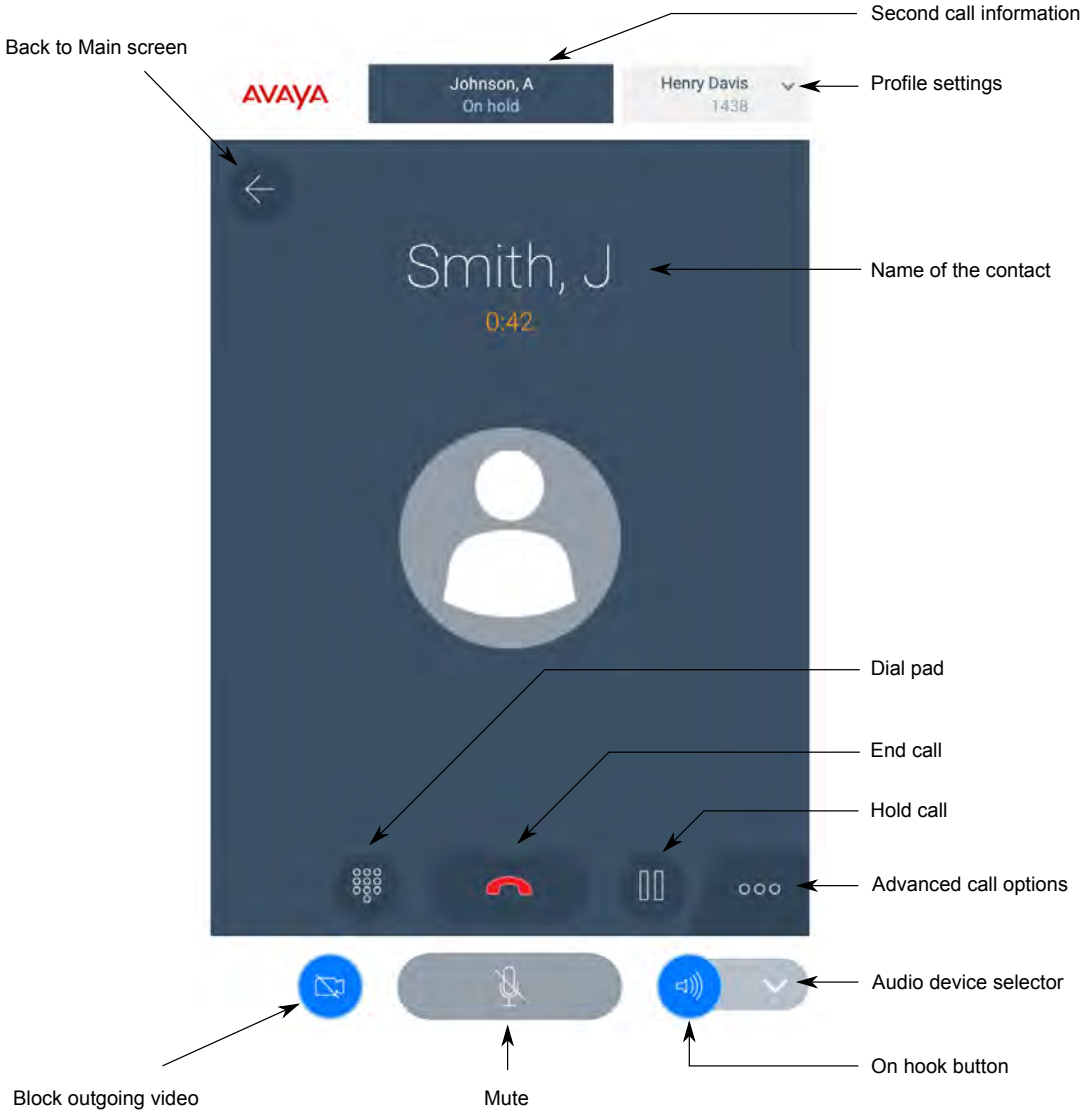 Second call information
Back to Main screen
AVAYA
Johnson, A
On hold
Henry Davis
1438
Profile settings
Smith, J
Name of the contact
0:42
Dial pad
End call
Hold call
Advanced call options
Audio device selector
On hook button
Block outgoing video
Mute